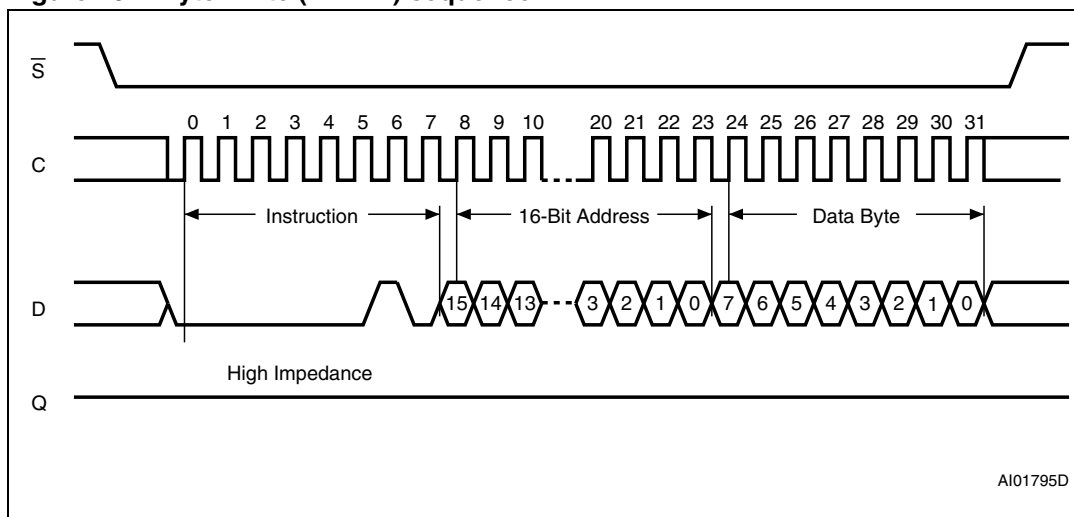 S
0 1 2 3 4 5 6 7 8 9 10 20 21 22 23 24 25 26 27 28 29 30 31
C
Instruction 16-Bit Address Data Byte
D 15 14 13 3 2 1 0 7 6 5 4 3 2 1 0
High Impedance
Q
AI01795D